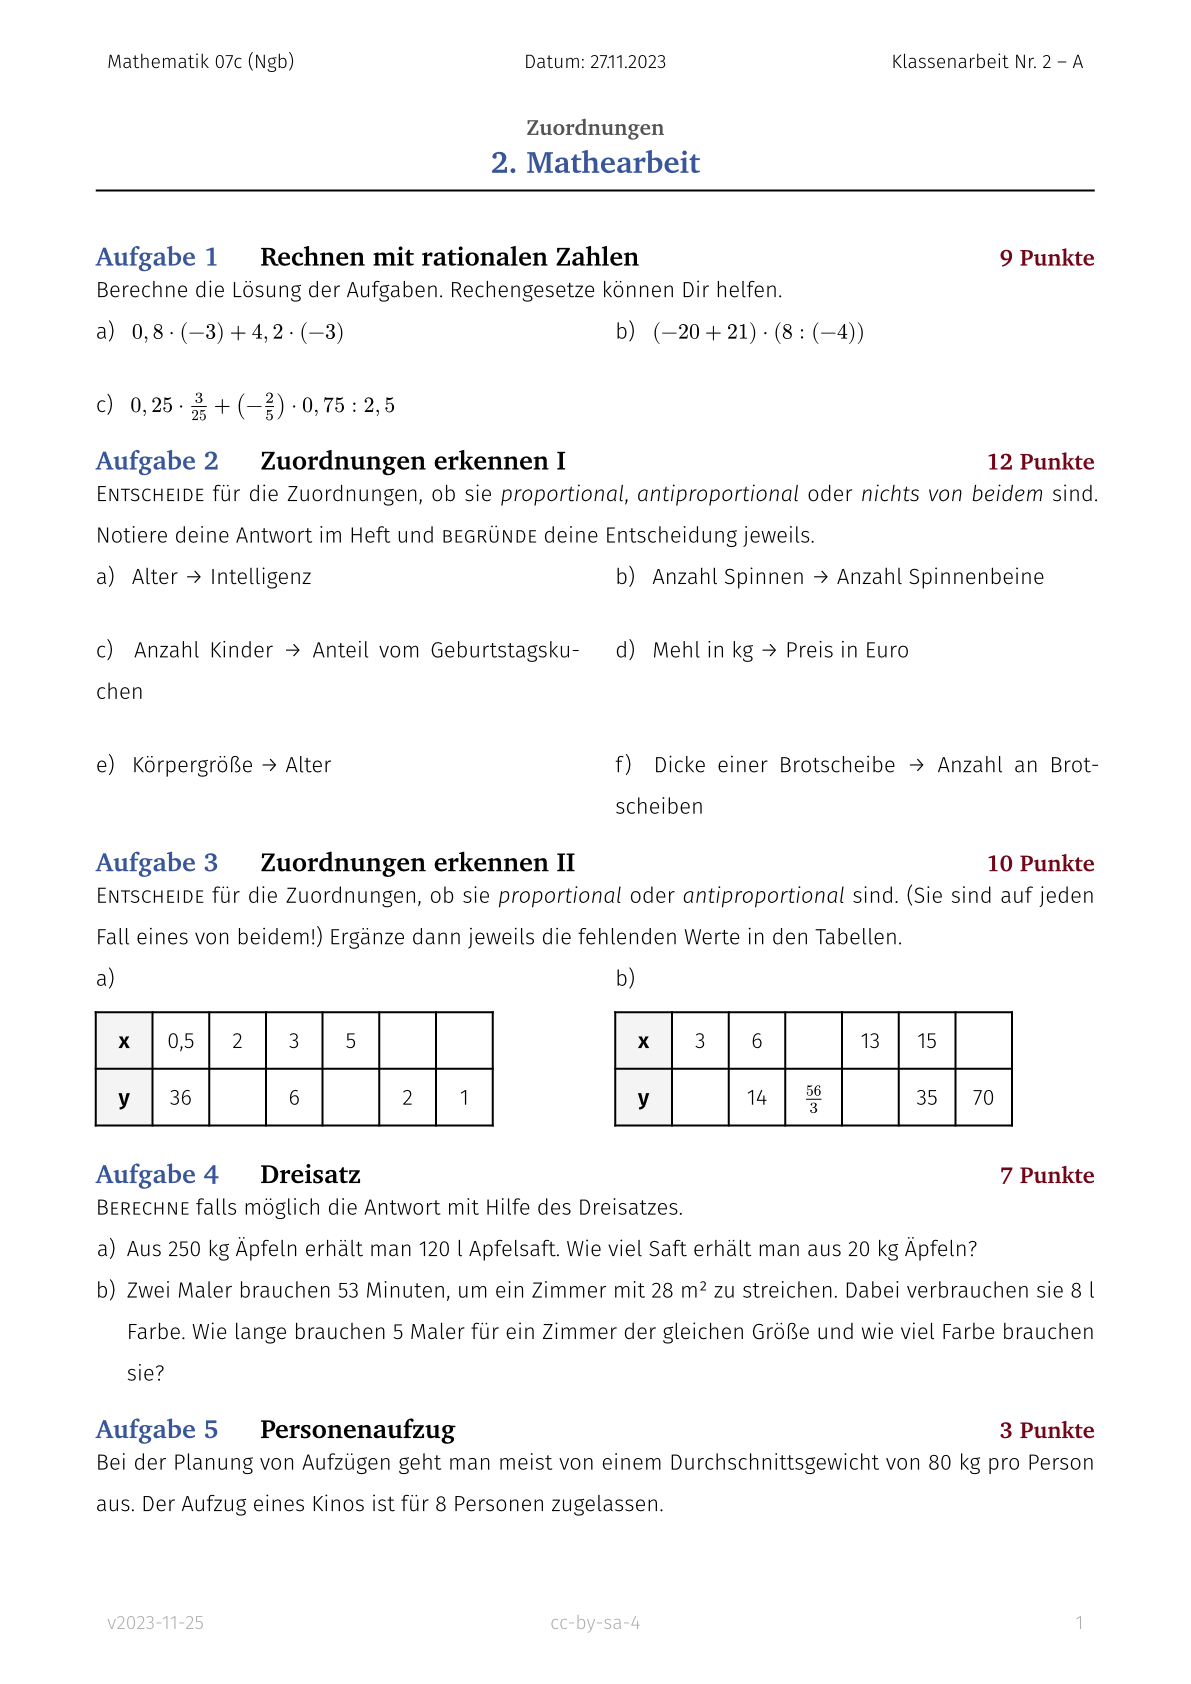 Mathematik 07c (Ngb) Datum: 27.11.2023 Klassenarbeit Nr. 2 – A
Zuordnungen
2. Mathearbeit
Aufgabe 1 Rechnen mit rationalen Zahlen 9 Punkte
Berechne die Lösung der Aufgaben. Rechengesetze können Dir helfen.
a) 0, 8 · (−3) + 4, 2 · (−3) b) (−20 + 21) · (8 : (−4))
c) 0, 25 · 3/25 + (−2/5) · 0, 75 : 2, 5
Aufgabe 2 Zuordnungen erkennen I 12 Punkte
ENTSCHEIDE für die Zuordnungen, ob sie proportional, antiproportional oder nichts von beidem sind.
Notiere deine Antwort im Heft und BEGRÜNDE deine Entscheidung jeweils.
a) Alter → Intelligenz b) Anzahl Spinnen → Anzahl Spinnenbeine
c) Anzahl Kinder → Anteil vom Geburtstagsku- d) Mehl in kg → Preis in Euro
chen
e) Körpergröße → Alter f) Dicke einer Brotscheibe → Anzahl an Brot-
scheiben
Aufgabe 3 Zuordnungen erkennen II 10 Punkte
ENTSCHEIDE für die Zuordnungen, ob sie proportional oder antiproportional sind. (Sie sind auf jeden
Fall eines von beidem!) Ergänze dann jeweils die fehlenden Werte in den Tabellen.
a) b)
x 0,5 2 3 5 x 3 6 13 15
y 36 6 2 1 y 14 56/3 35 70
Aufgabe 4 Dreisatz 7 Punkte
BERECHNE falls möglich die Antwort mit Hilfe des Dreisatzes.
a) Aus 250 kg Äpfeln erhält man 120 l Apfelsaft. Wie viel Saft erhält man aus 20 kg Äpfeln?
b) Zwei Maler brauchen 53 Minuten, um ein Zimmer mit 28 m² zu streichen. Dabei verbrauchen sie 8 l
Farbe. Wie lange brauchen 5 Maler für ein Zimmer der gleichen Größe und wie viel Farbe brauchen
sie?
Aufgabe 5 Personenaufzug 3 Punkte
Bei der Planung von Aufzügen geht man meist von einem Durchschnittsgewicht von 80 kg pro Person
aus. Der Aufzug eines Kinos ist für 8 Personen zugelassen.
v2023-11-25 cc-by-sa-4 1